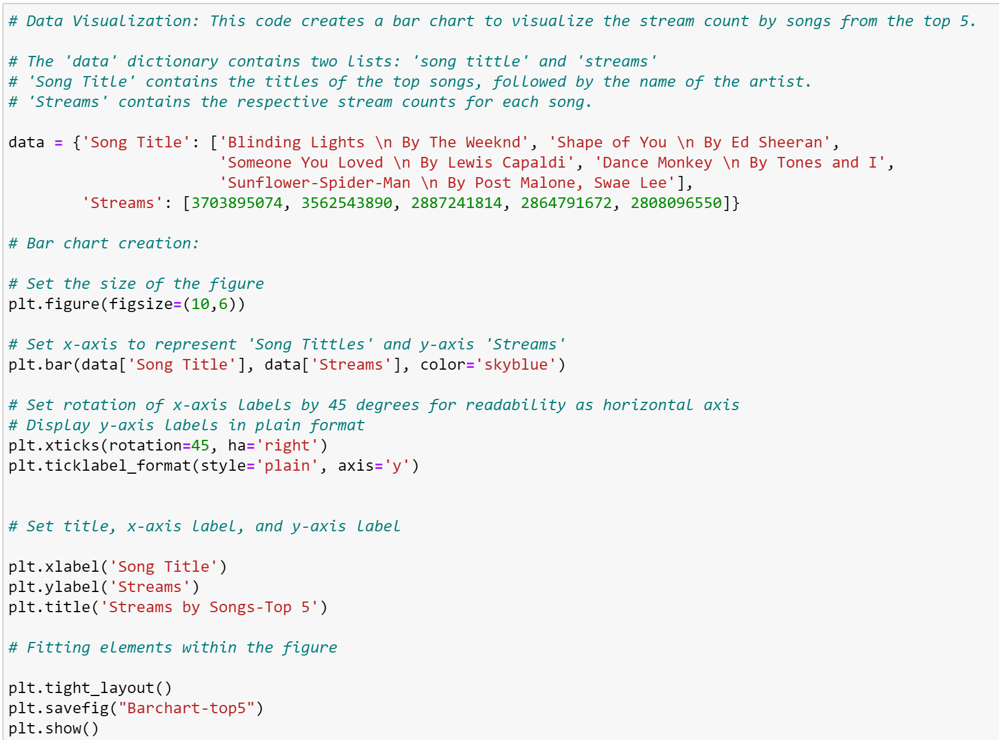 # Data Visualization: This code creates a bar chart to visualize the stream count by songs from the top 5.
# The 'data' dictionary contains two lists: 'song tittle' and 'streams'
# 'Song Title' contains the titles of the top songs, followed by the name of the artist.
# 'Streams' contains the respective stream counts for each song.
data = {'Song Title': ['Blinding Lights \n By The Weeknd', 'Shape of You \n By Ed Sheeran',
'Someone You Loved \n By Lewis Capaldi', 'Dance Monkey \n By Tones and I',
'Sunflower-Spider-Man \n By Post Malone, Swae Lee'],
'Streams': [3703895074, 3562543890, 2887241814, 2864791672, 2808096550]}
# Bar chart creation:
# Set the size of the figure
plt.figure(figsize=(10,6))
# Set x-axis to represent 'Song Tittles' and y-axis 'Streams'
plt.bar(data['Song Title'], data['Streams'], color='skyblue')
# Set rotation of x-axis labels by 45 degrees for readability as horizontal axis
# Display y-axis labels in plain format
plt.xticks(rotation=45, ha='right')
plt.ticklabel_format(style='plain', axis='y')
# Set title, x-axis label, and y-axis label
plt.xlabel('Song Title')
plt.ylabel('Streams')
plt.title('Streams by Songs-Top 5')
# Fitting elements within the figure
plt.tight_layout()
plt.savefig("Barchart-top5")
plt.show()